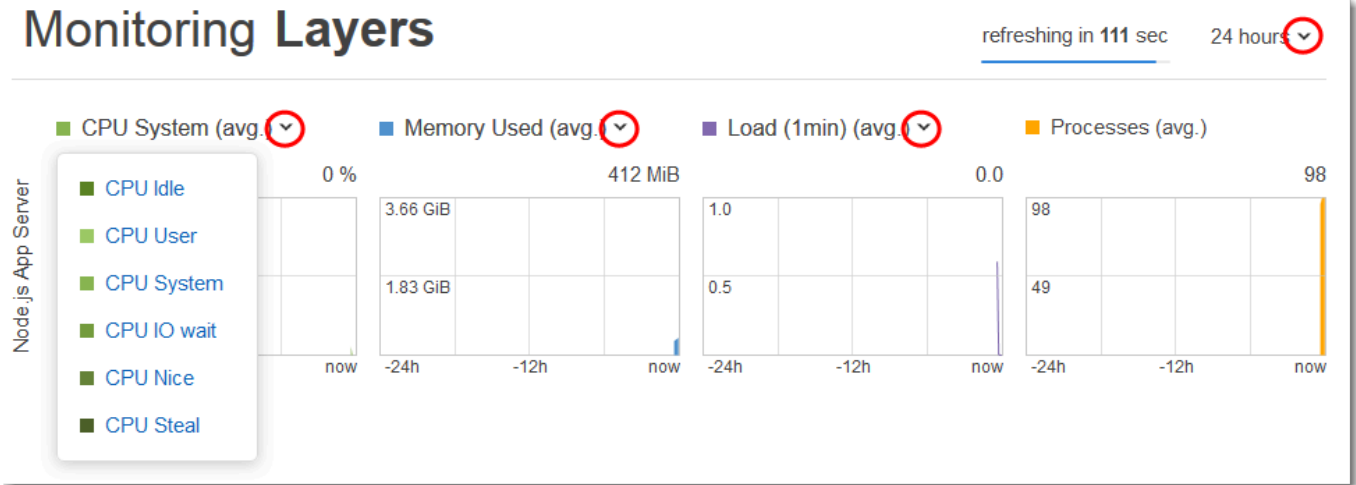 Monitoring Layers
refreshing in 111 sec
24 hours
CPU System (avg.)
Memory Used (avg.)
Load (1min) (avg.)
Processes (avg.)
Node.js App Server
CPU Idle
CPU User
CPU System
CPU IO wait
CPU Nice
CPU Steal
0 %
now
412 MiB
3.66 GiB
1.83 GiB
-24h -12h now
0.0
1.0
0.5
-24h -12h now
98
98
49
-24h -12h now